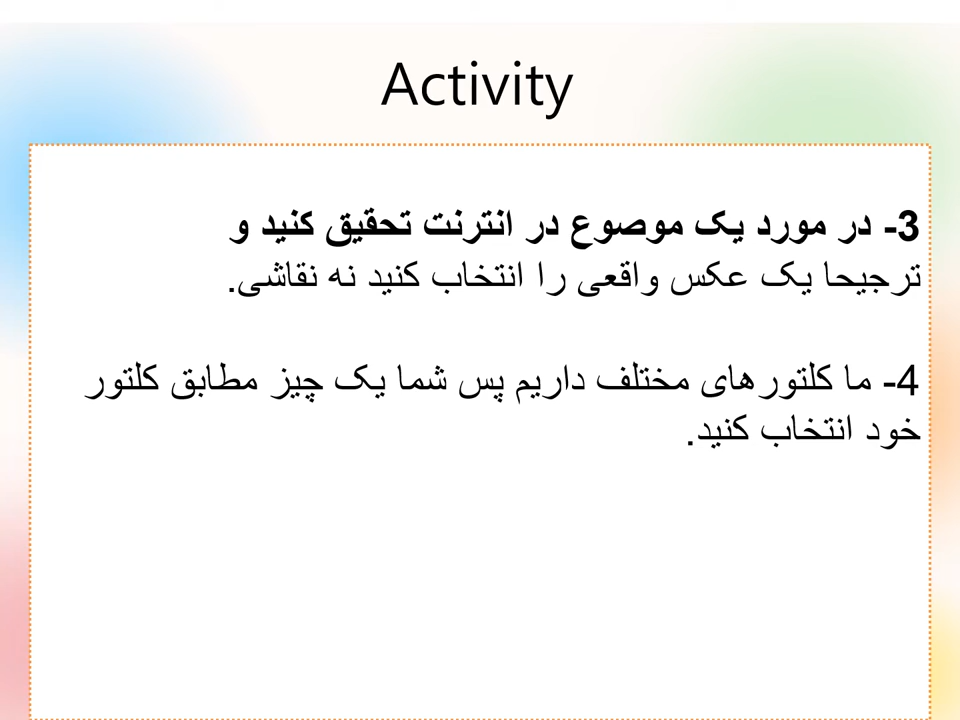 Activity
3- در مورد یک موصوع در انترنت تحقیق کنید و
ترجیحا یک عکس واقعی را انتخاب کنید نه نقاشی.
4- ما کلتورهای مختلف داریم پس شما یک چیز مطابق کلتور
خود انتخاب کنید.